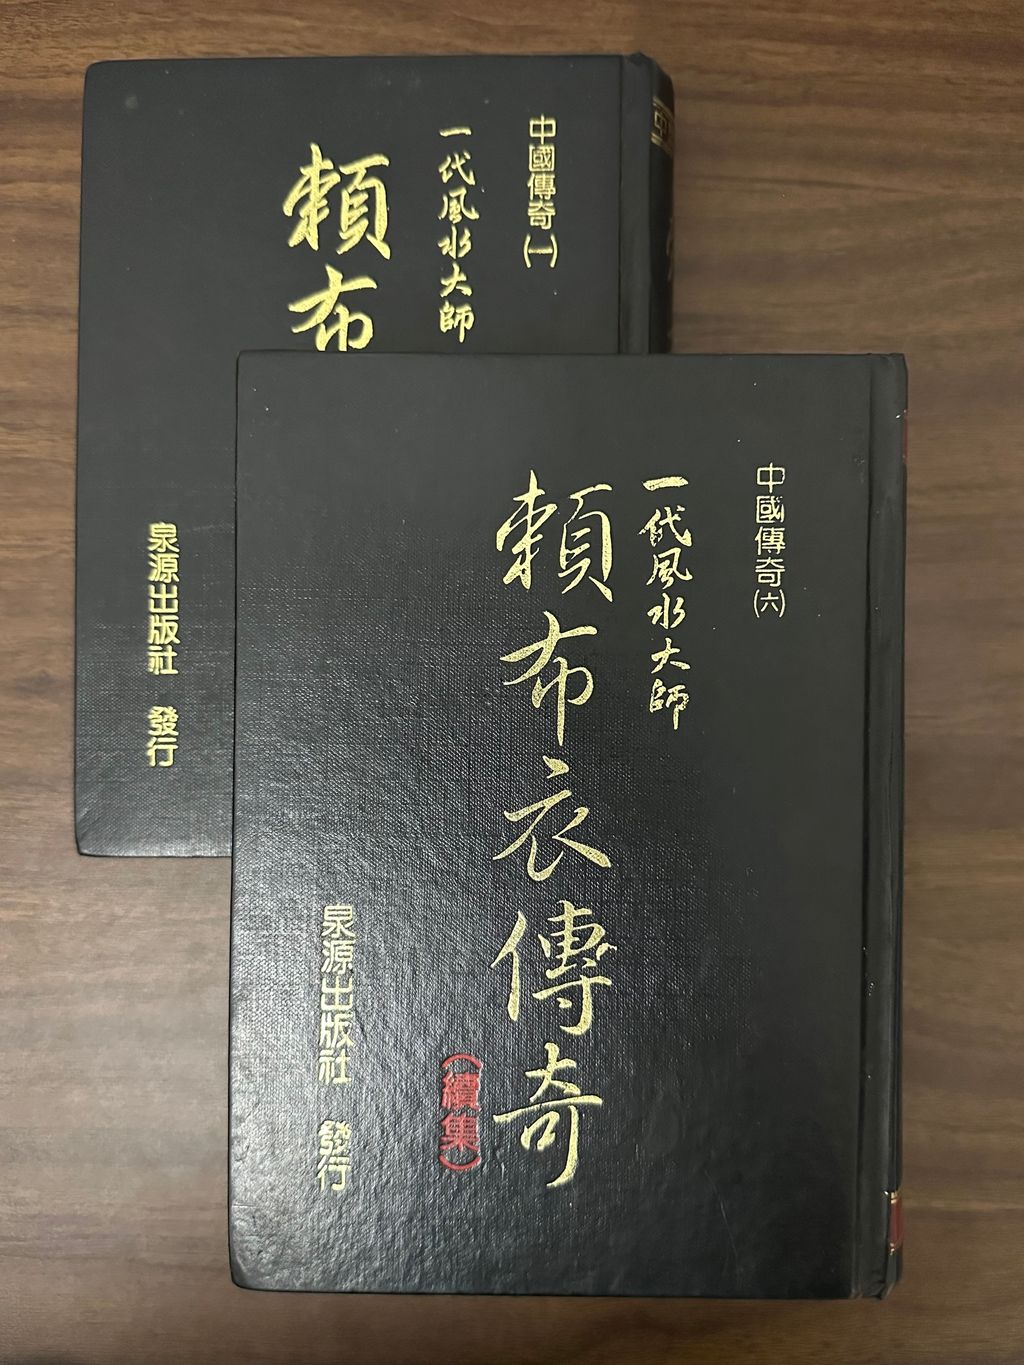 中國傳奇(一)
一代風水大師
賴布
泉源出版社 發行
中國傳奇(六)
一代風水大師
賴布衣傳奇
(續集)
泉源出版社 發行